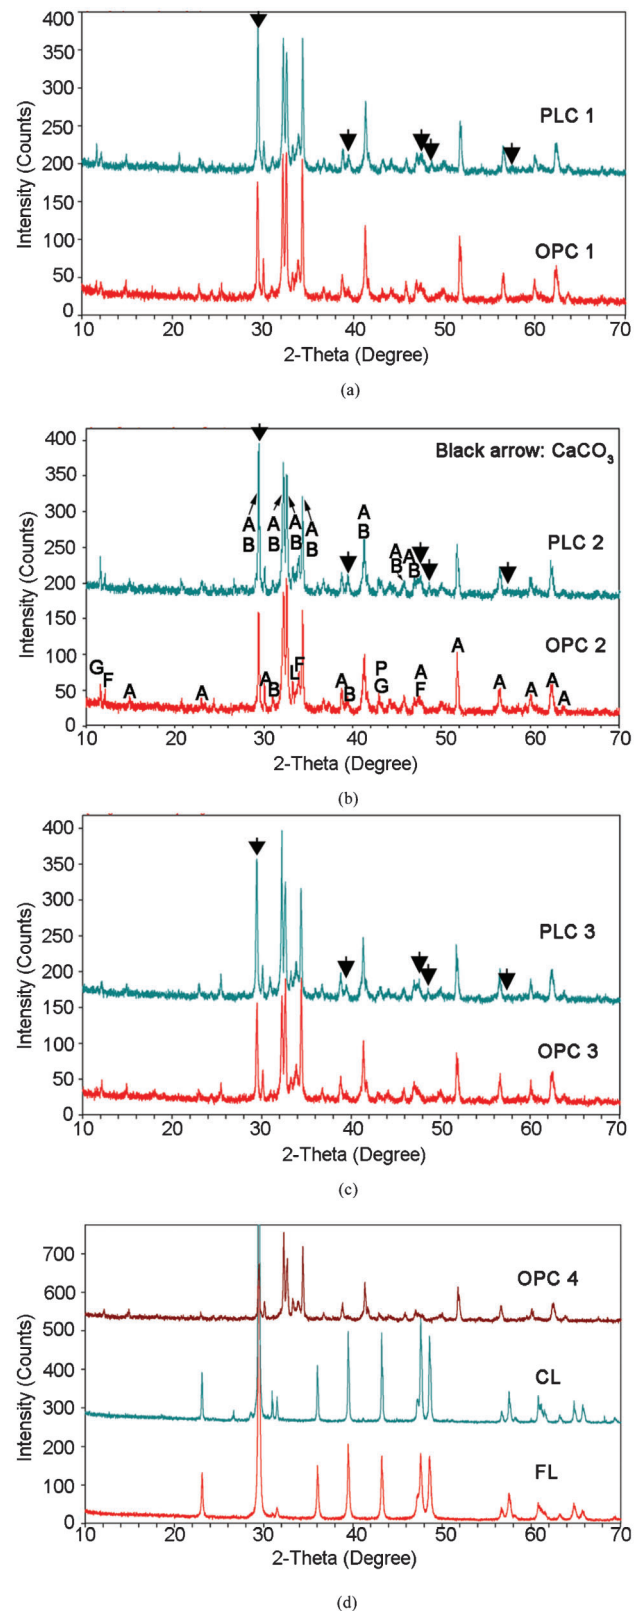 400
350
300
250
200
150
100
50
0
Intensity (Counts)
PLC 1
OPC 1
10 20 30 40 50 60 70
2-Theta (Degree)
(a)
400
350
300
250
200
150
100
50
0
Intensity (Counts)
Black arrow: CaCO3
A
B
A
B
A
B
A
B
A
B
A
B
A
B
PLC 2
OPC 2
G
F
A
A
A
B
L
F
A
B
P
G
A
F
A
A
A
A
A
10 20 30 40 50 60 70
2-Theta (Degree)
(b)
400
350
300
250
200
150
100
50
0
Intensity (Counts)
PLC 3
OPC 3
10 20 30 40 50 60 70
2-Theta (Degree)
(c)
700
600
500
400
300
200
100
0
Intensity (Counts)
OPC 4
CL
FL
10 20 30 40 50 60 70
2-Theta (Degree)
(d)